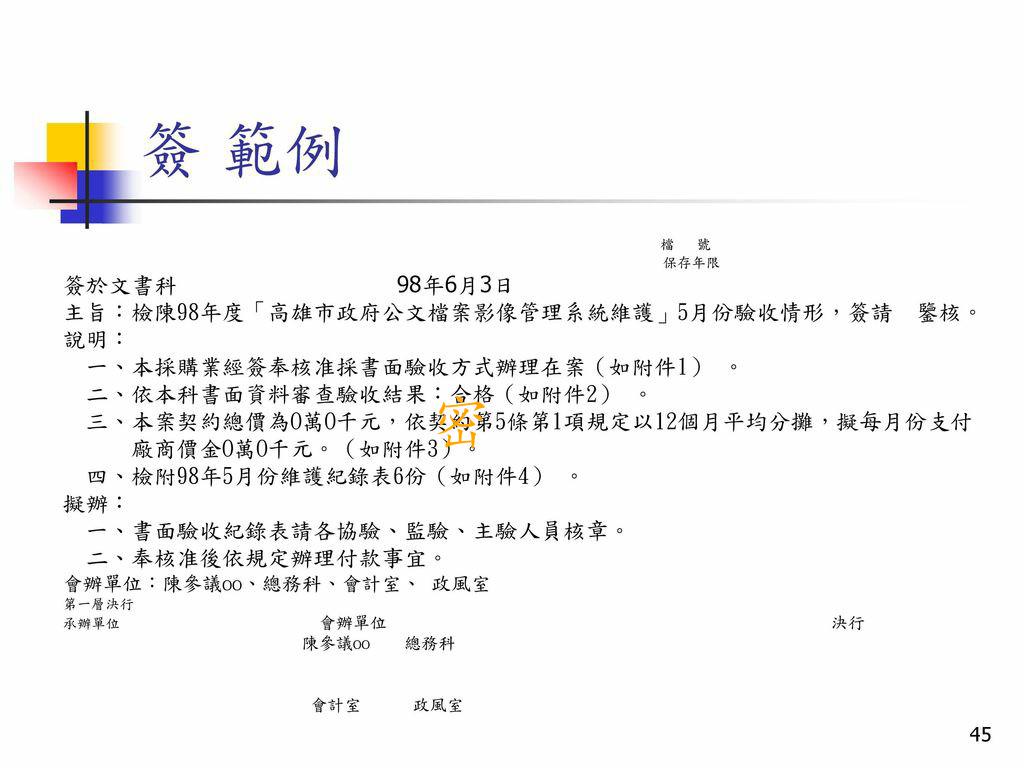 簽 範例
檔 號
保存年限
簽於文書科 98年6月3日
主旨：檢陳98年度「高雄市政府公文檔案影像管理系統維護」5月份驗收情形，簽請 鑒核。
說明：
一、本採購業經簽奉核准採書面驗收方式辦理在案（如附件1） 。
二、依本科書面資料審查驗收結果：合格（如附件2） 。
三、本案契約總價為0萬0千元，依契約第5條第1項規定以12個月平均分攤，擬每月份支付
廠商價金0萬0千元。（如附件3）。
密
四、檢附98年5月份維護紀錄表6份（如附件4） 。
擬辦：
一、書面驗收紀錄表請各協驗、監驗、主驗人員核章。
二、奉核准後依規定辦理付款事宜。
會辦單位：陳參議oo、總務科、會計室、 政風室
第一層決行
承辦單位 會辦單位 決行
陳參議oo 總務科
會計室 政風室
45